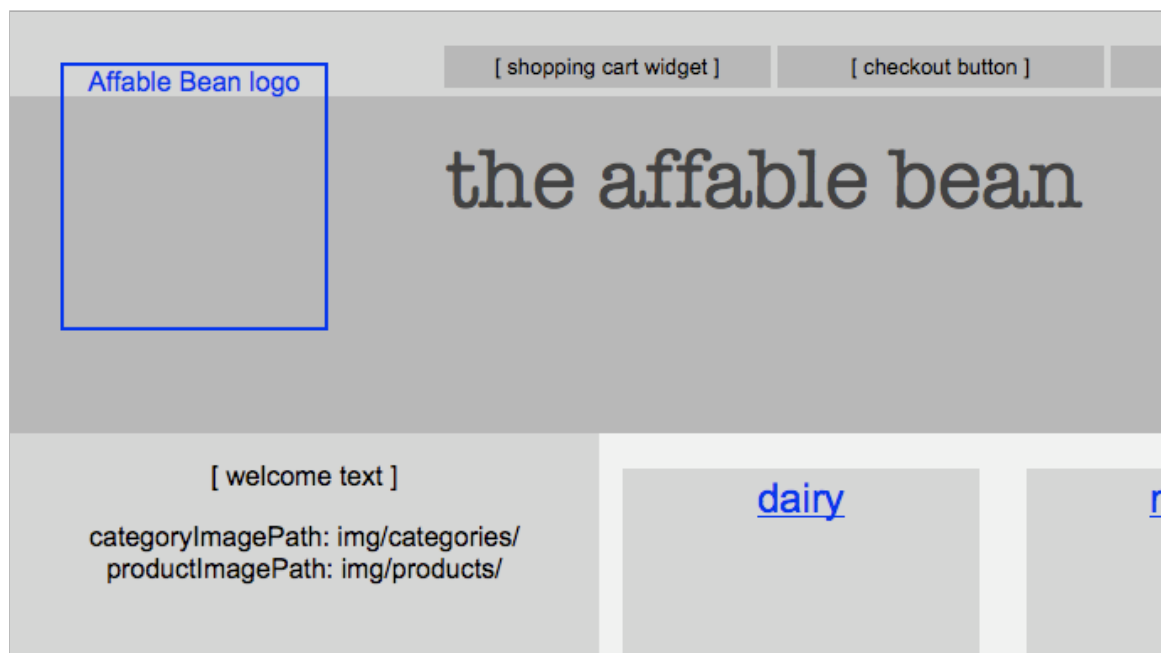 Affable Bean logo
[ shopping cart widget ]
[ checkout button ]
the affable bean
[ welcome text ]
categoryImagePath: img/categories/
productImagePath: img/products/
dairy